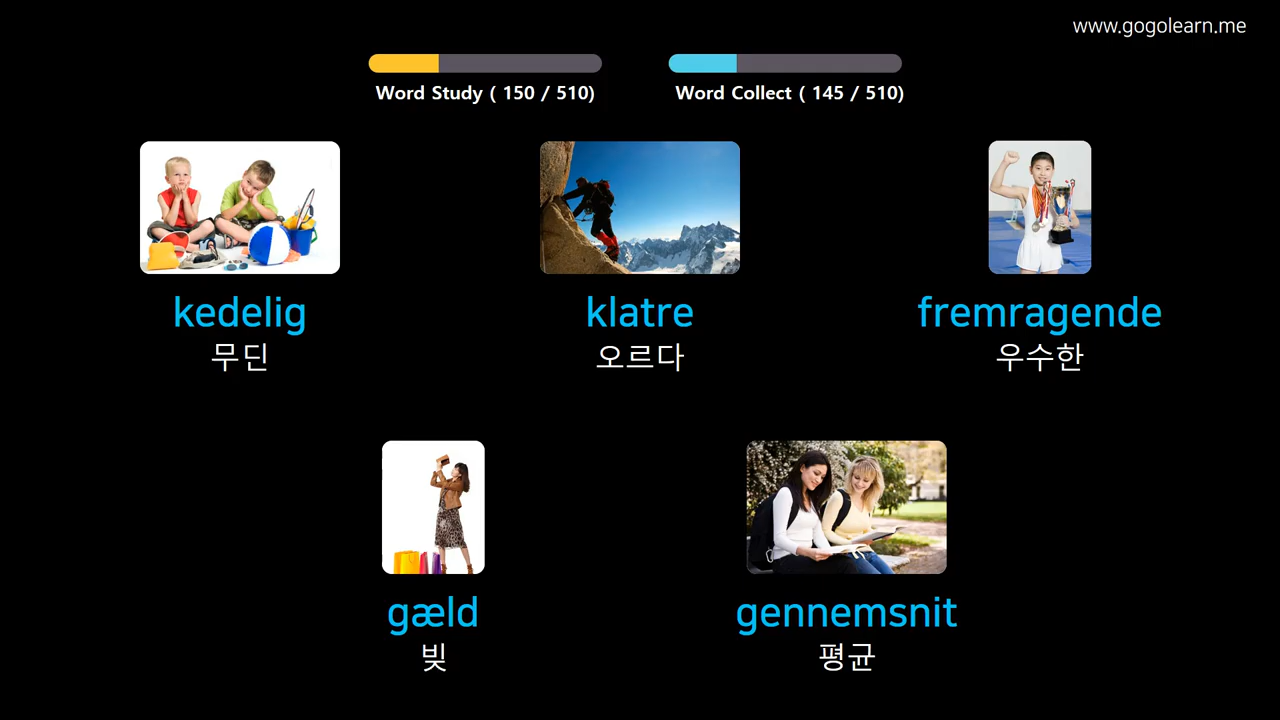 www.gogolearn.me
Word Study ( 150 / 510)
Word Collect ( 145 / 510)
kedelig
무딘
klatre
오르다
fremragende
우수한
gæld
빚
gennemsnit
평균